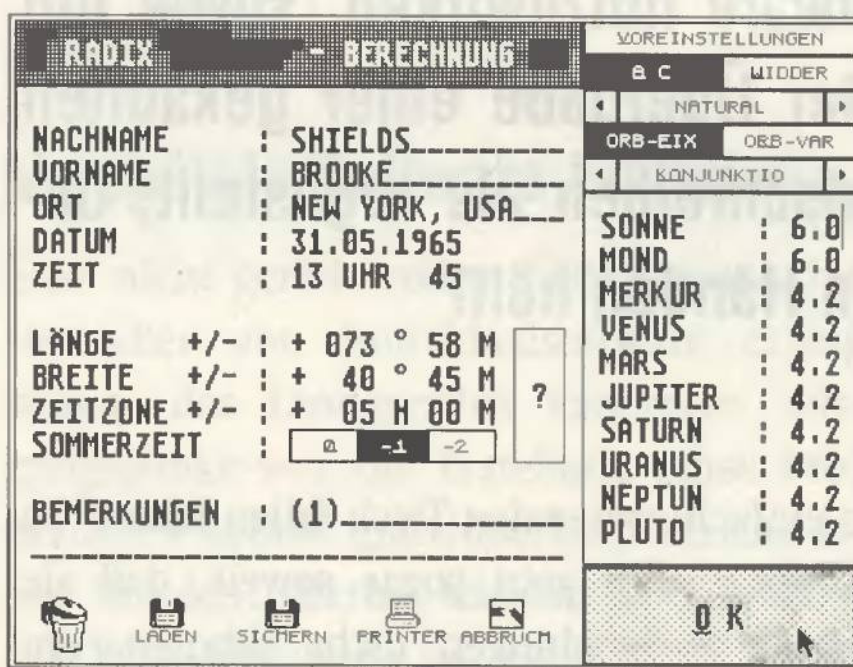 RADIX - BERECHNUNG
NACHNAME : SHIELDS
VORNAME : BROOKE
ORT : NEW YORK, USA
DATUM : 31.05.1965
ZEIT : 13 UHR 45
LÄNGE +/- : + 073 ° 58 M
BREITE +/- : + 40 ° 45 M
ZEITZONE +/- : + 05 H 00 M
?
SOMMERZEIT : 0 -1 -2
BEMERKUNGEN : (1)
LADEN SICHERN PRINTER ABBRUCH
VOREINSTELLUNGEN
A C WIDDER
NATURAL
ORB-FIX ORB-VAR
KONJUNKTIO
SONNE : 6.0
MOND : 6.0
MERKUR : 4.2
VENUS : 4.2
MARS : 4.2
JUPITER : 4.2
SATURN : 4.2
URANUS : 4.2
NEPTUN : 4.2
PLUTO : 4.2
OK